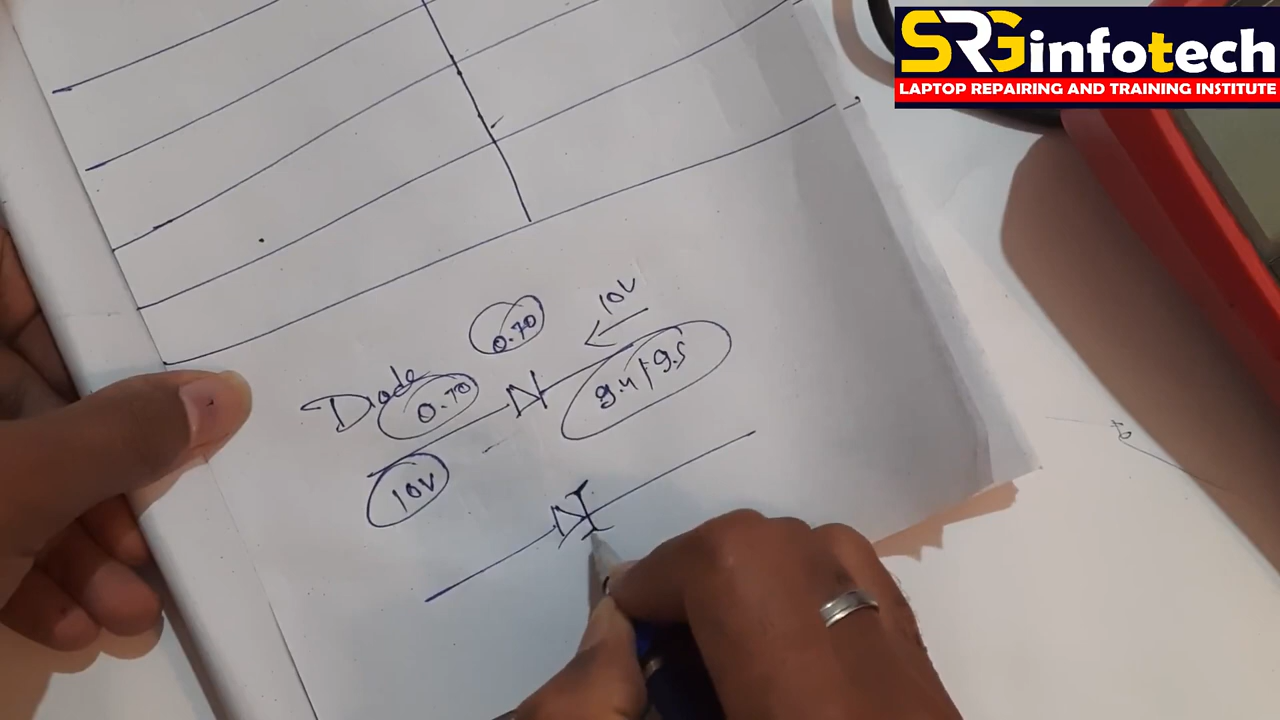 SRGinfotech
LAPTOP REPAIRING AND TRAINING INSTITUTE
10V
0.70
9.4/9.5
Diode
0.70
10V